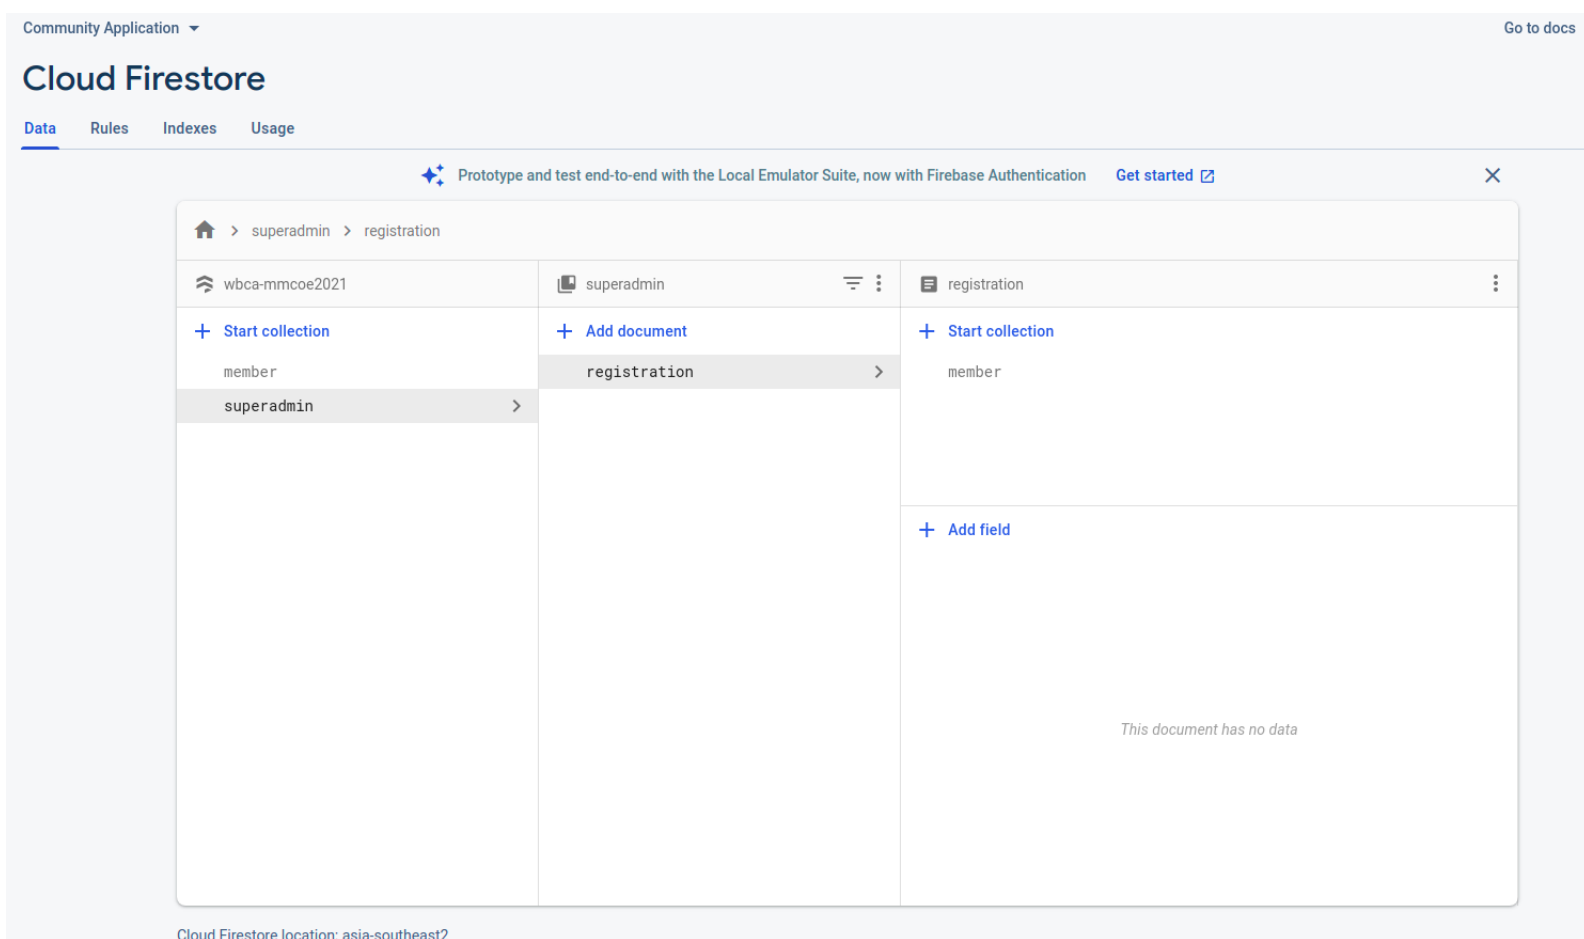 Community Application
Go to docs
Cloud Firestore
Data Rules Indexes Usage
Prototype and test end-to-end with the Local Emulator Suite, now with Firebase Authentication Get started
superadmin > registration
wbca-mmcoe2021
Start collection
member
superadmin
superadmin
Add document
registration
registration
Start collection
member
Add field
This document has no data
Cloud Firestore location: asia-southeast2